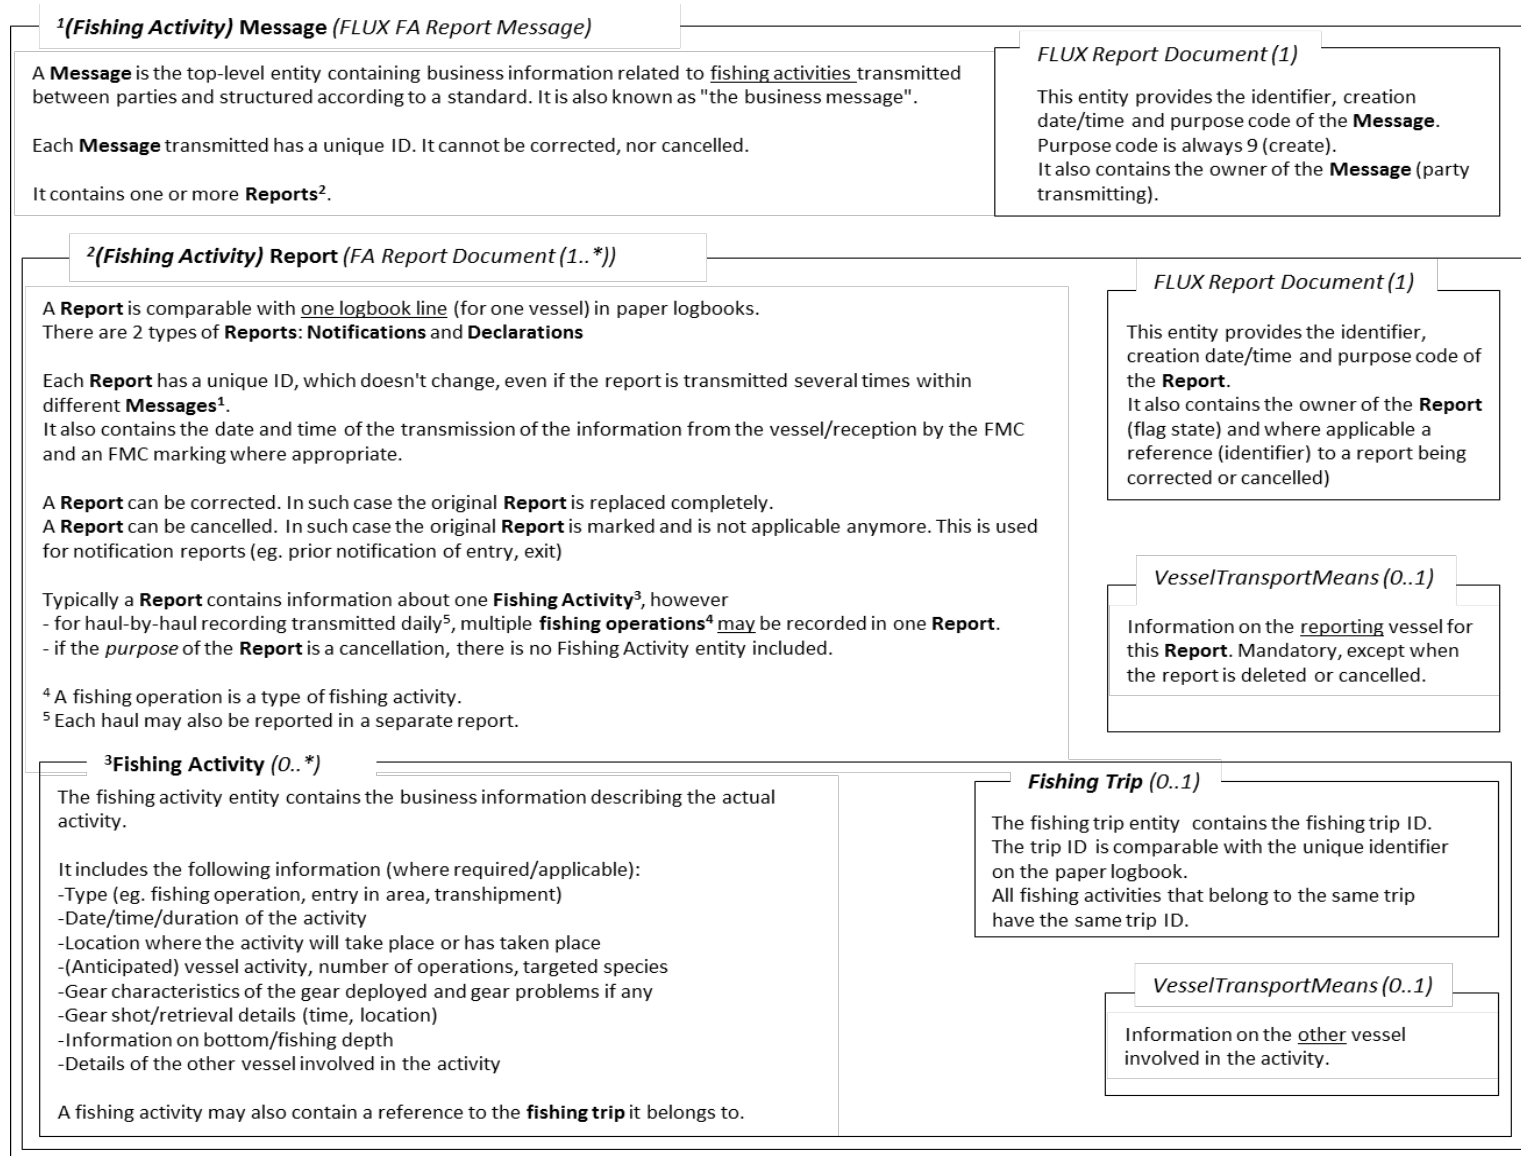 ¹(Fishing Activity) Message (FLUX FA Report Message)
A Message is the top-level entity containing business information related to fishing activities transmitted
between parties and structured according to a standard. It is also known as "the business message".
Each Message transmitted has a unique ID. It cannot be corrected, nor cancelled.
It contains one or more Reports².
FLUX Report Document (1)
This entity provides the identifier, creation
date/time and purpose code of the Message.
Purpose code is always 9 (create).
It also contains the owner of the Message (party
transmitting).
²(Fishing Activity) Report (FA Report Document (1..*))
A Report is comparable with one logbook line (for one vessel) in paper logbooks.
There are 2 types of Reports: Notifications and Declarations
Each Report has a unique ID, which doesn't change, even if the report is transmitted several times within
different Messages¹.
It also contains the date and time of the transmission of the information from the vessel/reception by the FMC
and an FMC marking where appropriate.
A Report can be corrected. In such case the original Report is replaced completely.
A Report can be cancelled. In such case the original Report is marked and is not applicable anymore. This is used
for notification reports (eg. prior notification of entry, exit)
Typically a Report contains information about one Fishing Activity³, however
- for haul-by-haul recording transmitted daily⁵, multiple fishing operations⁴ may be recorded in one Report.
- if the purpose of the Report is a cancellation, there is no Fishing Activity entity included.
⁴ A fishing operation is a type of fishing activity.
⁵ Each haul may also be reported in a separate report.
FLUX Report Document (1)
This entity provides the identifier,
creation date/time and purpose code of
the Report.
It also contains the owner of the Report
(flag state) and where applicable a
reference (identifier) to a report being
corrected or cancelled)
VesselTransportMeans (0..1)
Information on the reporting vessel for
this Report. Mandatory, except when
the report is deleted or cancelled.
³Fishing Activity (0..*)
The fishing activity entity contains the business information describing the actual
activity.
It includes the following information (where required/applicable):
-Type (eg. fishing operation, entry in area, transhipment)
-Date/time/duration of the activity
-Location where the activity will take place or has taken place
-(Anticipated) vessel activity, number of operations, targeted species
-Gear characteristics of the gear deployed and gear problems if any
-Gear shot/retrieval details (time, location)
-Information on bottom/fishing depth
-Details of the other vessel involved in the activity
A fishing activity may also contain a reference to the fishing trip it belongs to.
Fishing Trip (0..1)
The fishing trip entity contains the fishing trip ID.
The trip ID is comparable with the unique identifier
on the paper logbook.
All fishing activities that belong to the same trip
have the same trip ID.
VesselTransportMeans (0..1)
Information on the other vessel
involved in the activity.